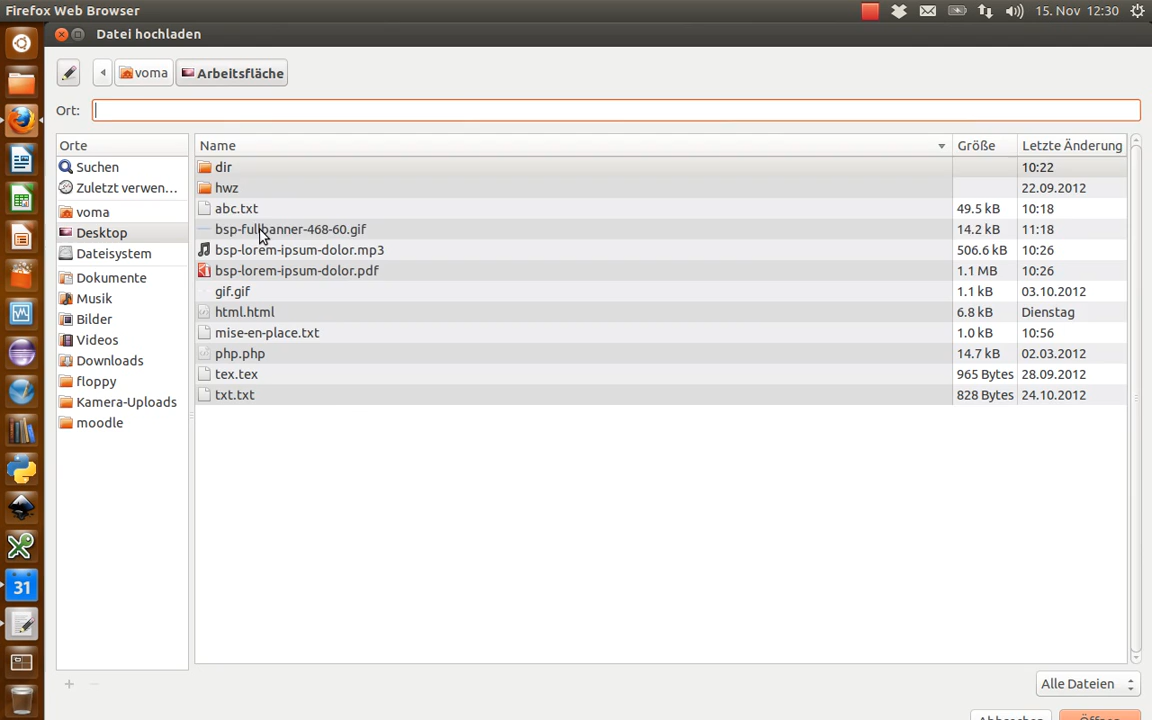 Firefox Web Browser 15. Nov 12:30
Datei hochladen
voma Arbeitsfläche
Ort:
Orte
Suchen
Zuletzt verwen...
voma
Desktop
Dateisystem
Dokumente
Musik
Bilder
Videos
Downloads
floppy
Kamera-Uploads
moodle
Name Größe Letzte Änderung
dir 10:22
hwz 22.09.2012
abc.txt 49.5 kB 10:18
bsp-fullbanner-468-60.gif 14.2 kB 11:18
bsp-lorem-ipsum-dolor.mp3 506.6 kB 10:26
bsp-lorem-ipsum-dolor.pdf 1.1 MB 10:26
gif.gif 1.1 kB 03.10.2012
html.html 6.8 kB Dienstag
mise-en-place.txt 1.0 kB 10:56
php.php 14.7 kB 02.03.2012
tex.tex 965 Bytes 28.09.2012
txt.txt 828 Bytes 24.10.2012
31
Alle Dateien
Abbrechen Öffnen